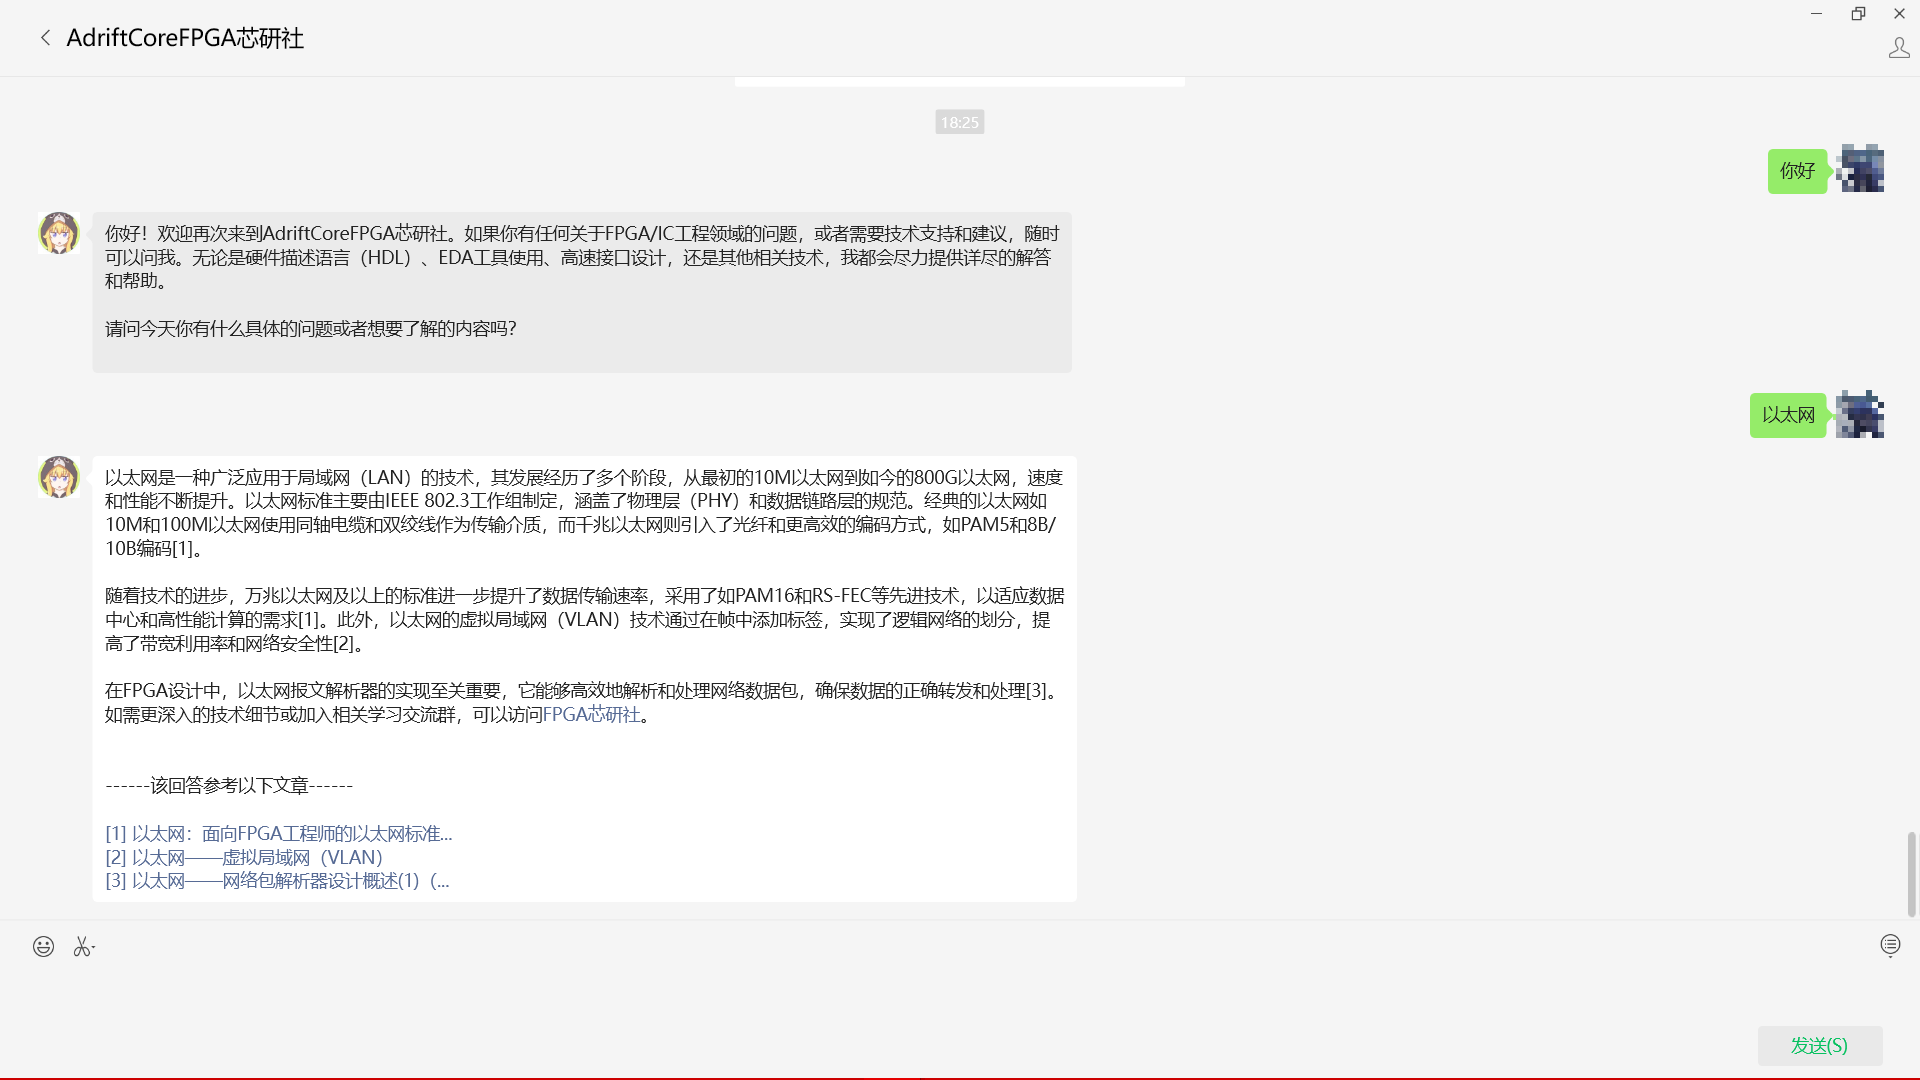 AdriftCoreFPGA芯研社
18:25
你好
你好！欢迎再次来到AdriftCoreFPGA芯研社。如果你有任何关于FPGA/IC工程领域的问题，或者需要技术支持和建议，随时
可以问我。无论是硬件描述语言（HDL）、EDA工具使用、高速接口设计，还是其他相关技术，我都会尽力提供详尽的解答
和帮助。
请问今天你有什么具体的问题或者想要了解的内容吗？
以太网
以太网是一种广泛应用于局域网（LAN）的技术，其发展经历了多个阶段，从最初的10M以太网到如今的800G以太网，速度
和性能不断提升。以太网标准主要由IEEE 802.3工作组制定，涵盖了物理层（PHY）和数据链路层的规范。经典的以太网如
10M和100M以太网使用同轴电缆和双绞线作为传输介质，而千兆以太网则引入了光纤和更高效的编码方式，如PAM5和8B/
10B编码[1]。
随着技术的进步，万兆以太网及以上的标准进一步提升了数据传输速率，采用了如PAM16和RS-FEC等先进技术，以适应数据
中心和高性能计算的需求[1]。此外，以太网的虚拟局域网（VLAN）技术通过在帧中添加标签，实现了逻辑网络的划分，提
高了带宽利用率和网络安全性[2]。
在FPGA设计中，以太网报文解析器的实现至关重要，它能够高效地解析和处理网络数据包，确保数据的正确转发和处理[3]。
如需更深入的技术细节或加入相关学习交流群，可以访问FPGA芯研社。
------该回答参考以下文章------
[1] 以太网：面向FPGA工程师的以太网标准...
[2] 以太网——虚拟局域网（VLAN）
[3] 以太网——网络包解析器设计概述(1)（...
发送(S)